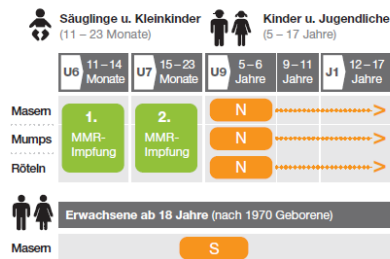 Säuglinge u. Kleinkinder
(11 – 23 Monate)
Kinder u. Jugendliche
(5 – 17 Jahre)
U6 11 – 14 Monate
U7 15 – 23 Monate
U9 5 – 6 Jahre
9 – 11 Jahre
J1 12 – 17 Jahre
Masern
Mumps
Röteln
1.
MMR-
Impfung
2.
MMR-
Impfung
N
N
N
Erwachsene ab 18 Jahre (nach 1970 Geborene)
Masern
S